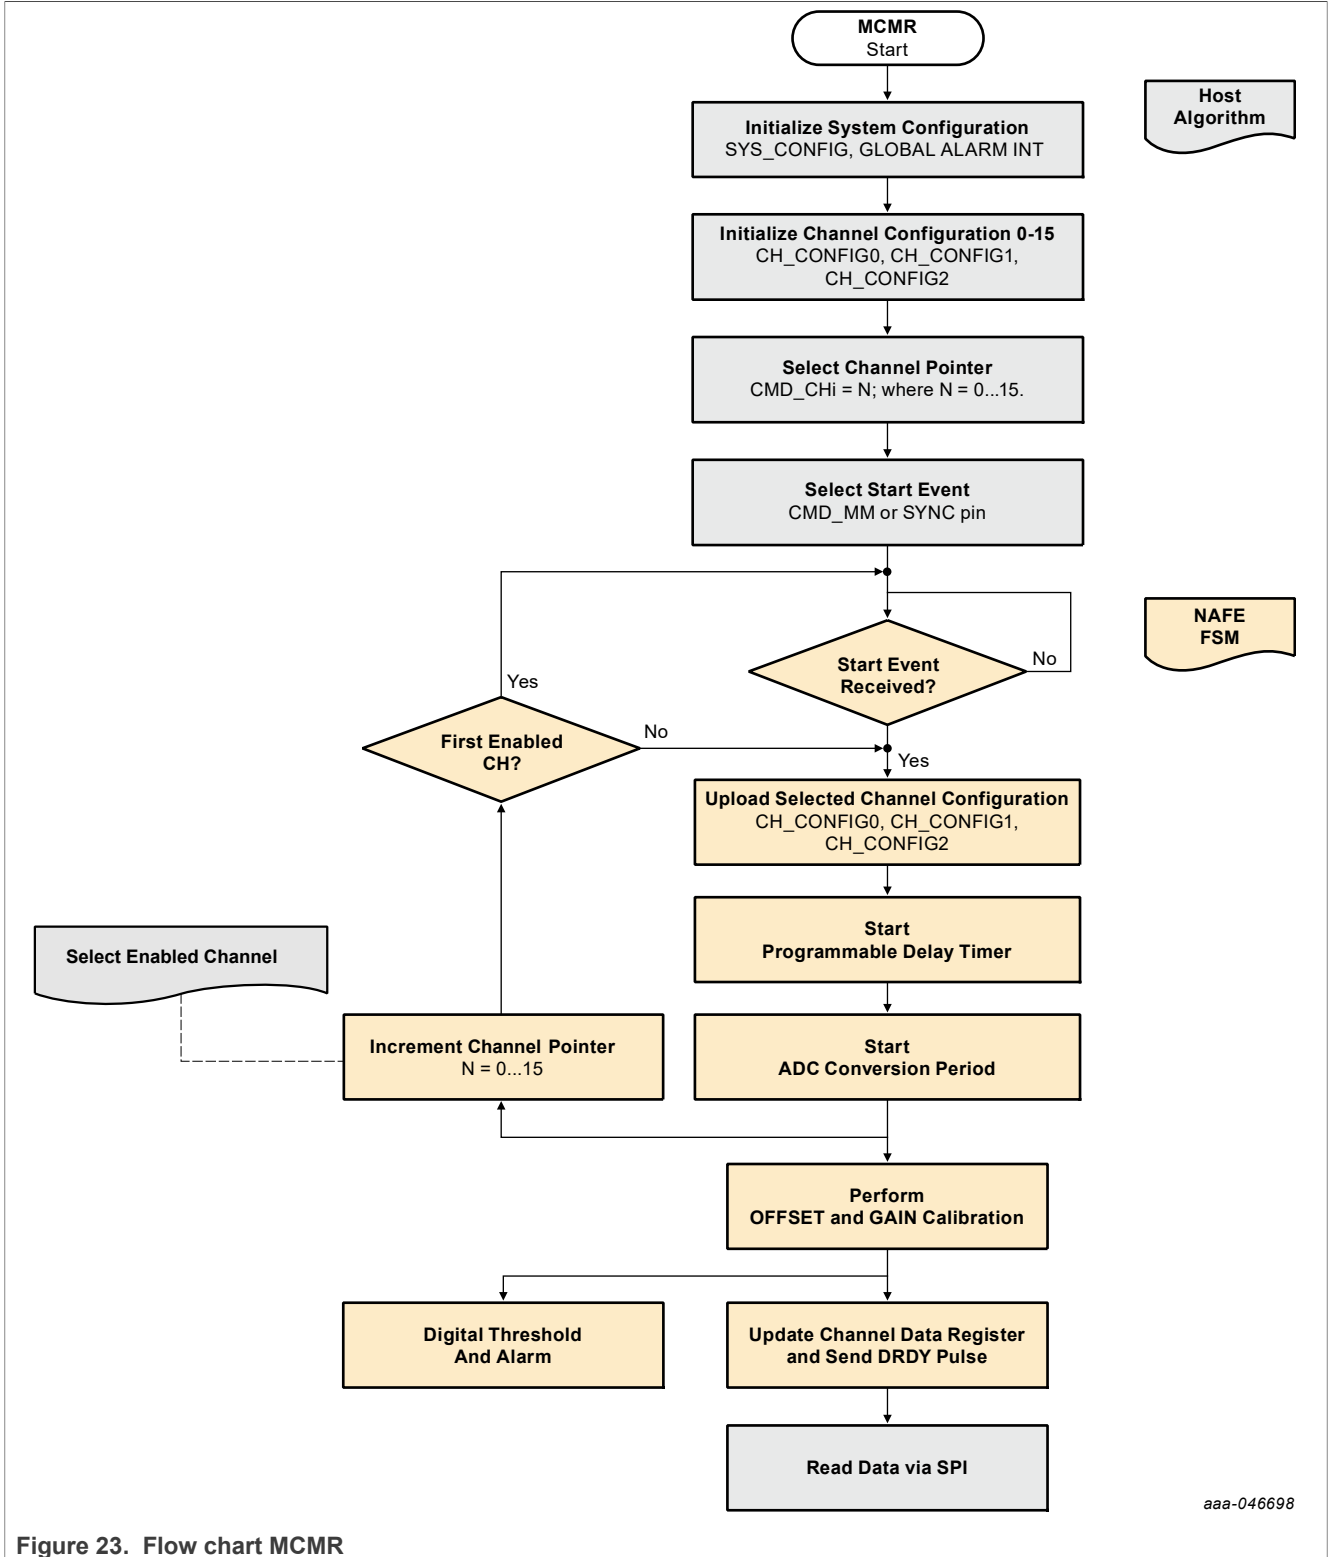 MCMR
Start
Host
Algorithm
Initialize System Configuration
SYS_CONFIG, GLOBAL ALARM INT
Initialize Channel Configuration 0-15
CH_CONFIG0, CH_CONFIG1,
CH_CONFIG2
Select Channel Pointer
CMD_CHi = N; where N = 0...15.
Select Start Event
CMD_MM or SYNC pin
NAFE
FSM
Start Event
Received?
No
Yes
First Enabled
CH?
No
Yes
Upload Selected Channel Configuration
CH_CONFIG0, CH_CONFIG1,
CH_CONFIG2
Start
Programmable Delay Timer
Select Enabled Channel
Increment Channel Pointer
N = 0...15
Start
ADC Conversion Period
Perform
OFFSET and GAIN Calibration
Digital Threshold
And Alarm
Update Channel Data Register
and Send DRDY Pulse
Read Data via SPI
aaa-046698
Figure 23. Flow chart MCMR